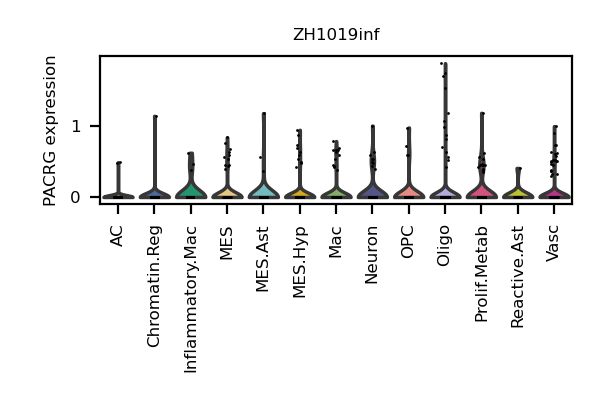 ZH1019inf
PACRG expression
1
0
AC
Chromatin.Reg
Inflammatory.Mac
MES
MES.Ast
MES.Hyp
Mac
Neuron
OPC
Oligo
Prolif.Metab
Reactive.Ast
Vasc